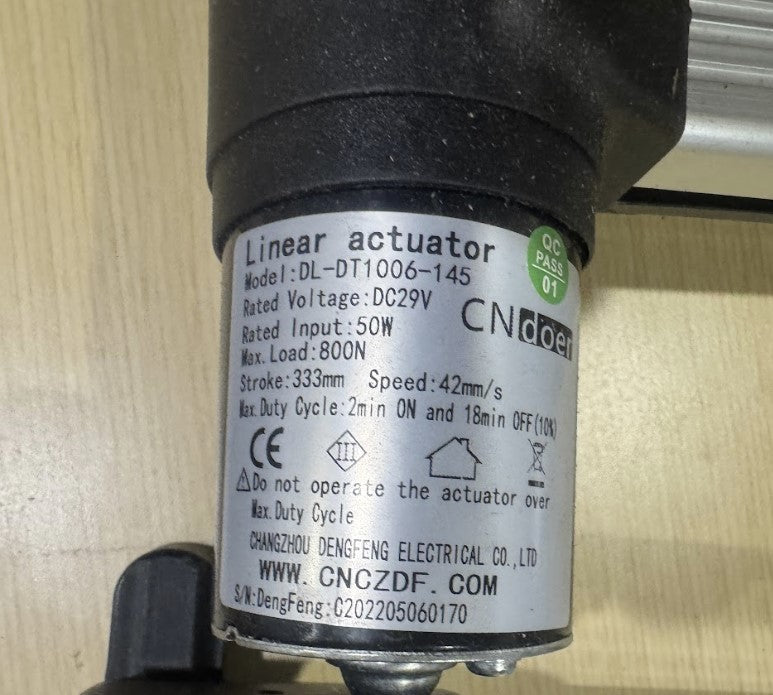 Linear actuator
QC
PASS
01
Model:DL-DT1006-145
Rated Voltage:DC29V
CNdoer
Rated Input:50W
Max.Load:800N
Stroke:333mm Speed:42mm/s
Max.Duty Cycle:2min ON and 18min OFF(10%)
CE
III
Do not operate the actuator over
Max.Duty Cycle
CHANGZHOU DENGFENG ELECTRICAL CO.,LTD
WWW. CNCZDF. COM
S/N:DengFeng:C202205060170